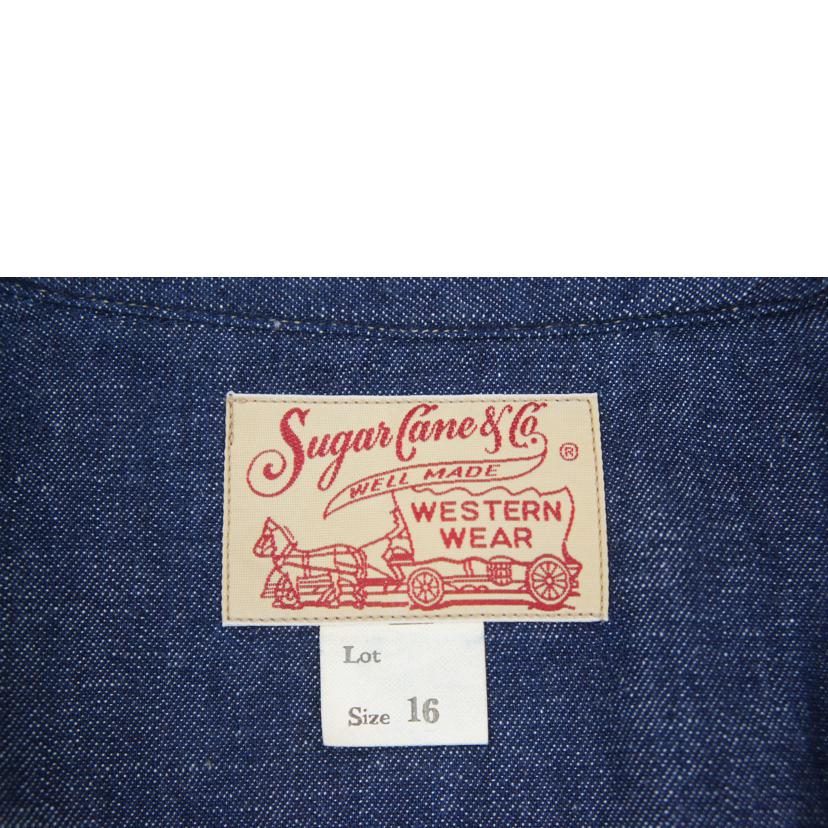 Sugar Cane & Co.
®
WELL MADE
WESTERN
WEAR
Lot
Size 16